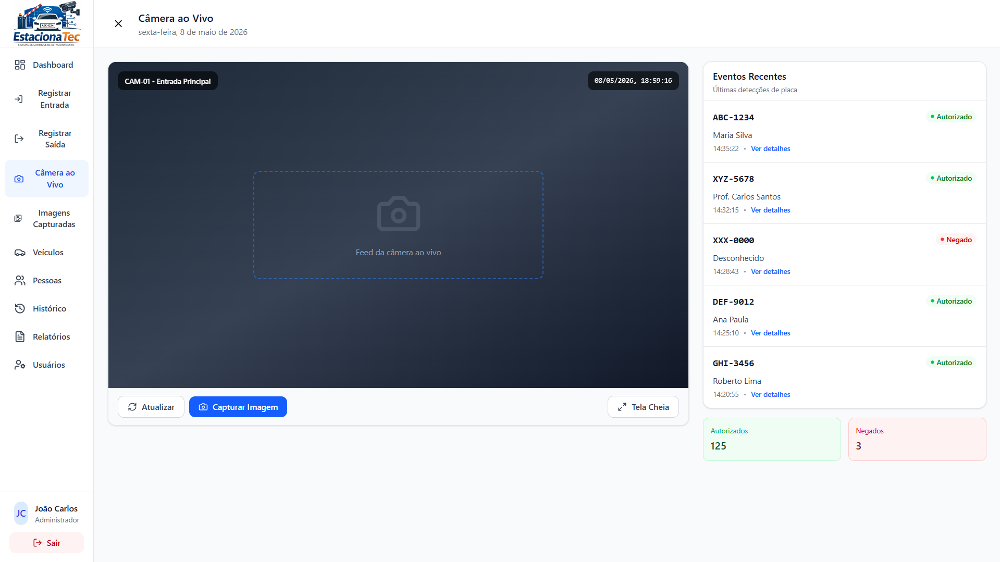 ABC-1234
EstacionaTec
SISTEMA DE CONTROLE DE ESTACIONAMENTO
Dashboard
Registrar
Entrada
Registrar
Saída
Câmera ao
Vivo
Imagens
Capturadas
Veículos
Pessoas
Histórico
Relatórios
Usuários
JC
João Carlos
Administrador
Sair
Câmera ao Vivo
sexta-feira, 8 de maio de 2026
CAM-01 • Entrada Principal
08/05/2026, 18:59:16
Feed da câmera ao vivo
Atualizar
Capturar Imagem
Tela Cheia
Eventos Recentes
Últimas detecções de placa
ABC-1234
Autorizado
Maria Silva
14:35:22 • Ver detalhes
XYZ-5678
Autorizado
Prof. Carlos Santos
14:32:15 • Ver detalhes
XXX-0000
Negado
Desconhecido
14:28:43 • Ver detalhes
DEF-9012
Autorizado
Ana Paula
14:25:10 • Ver detalhes
GHI-3456
Autorizado
Roberto Lima
14:20:55 • Ver detalhes
Autorizados
125
Negados
3